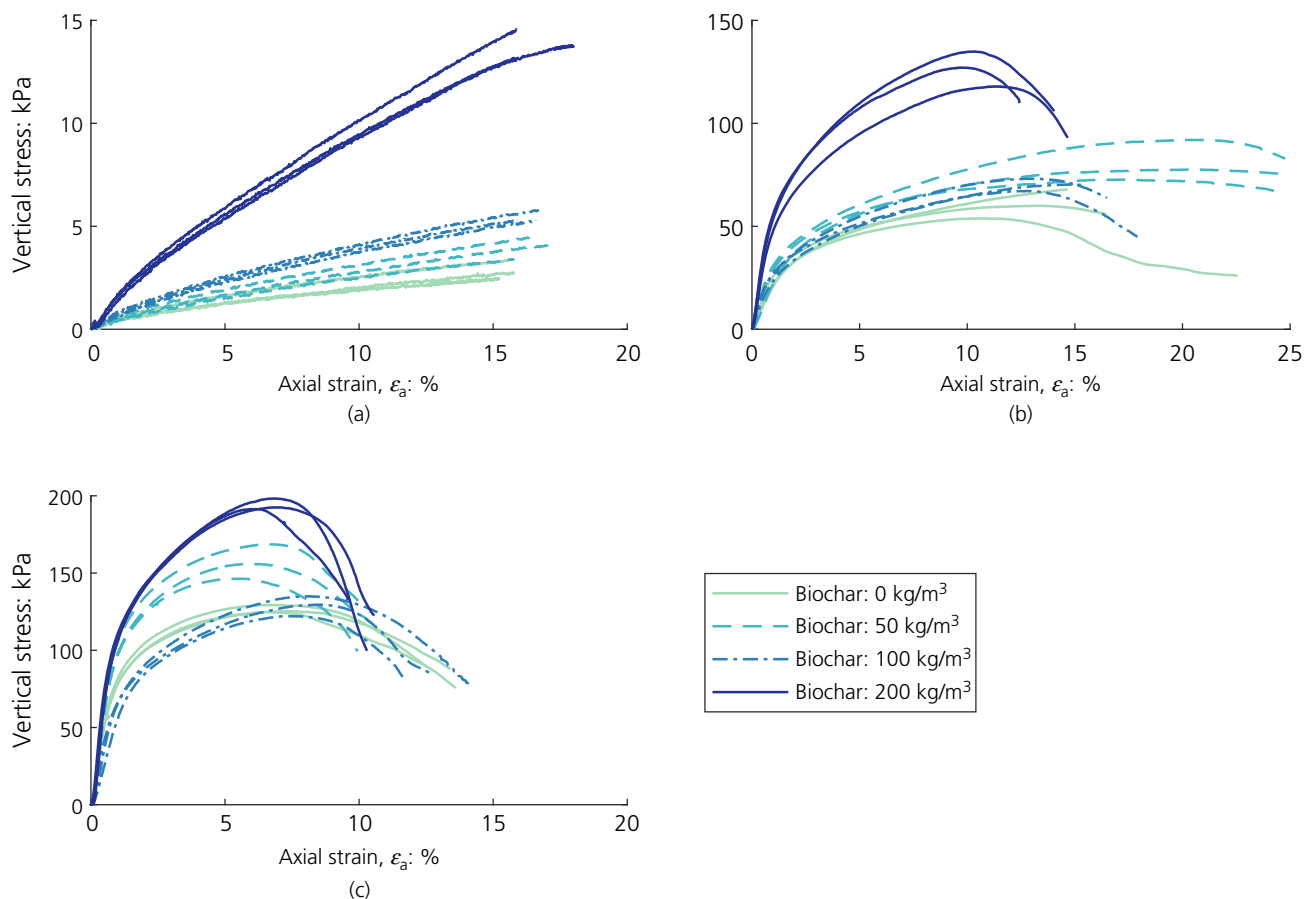 15
10
5
0
Vertical stress: kPa
0 5 10 15 20
Axial strain, εa: %
(a)
150
100
50
0
0 5 10 15 20 25
Axial strain, εa: %
(b)
200
150
100
50
0
Vertical stress: kPa
0 5 10 15 20
Axial strain, εa: %
(c)
Biochar: 0 kg/m³
Biochar: 50 kg/m³
Biochar: 100 kg/m³
Biochar: 200 kg/m³